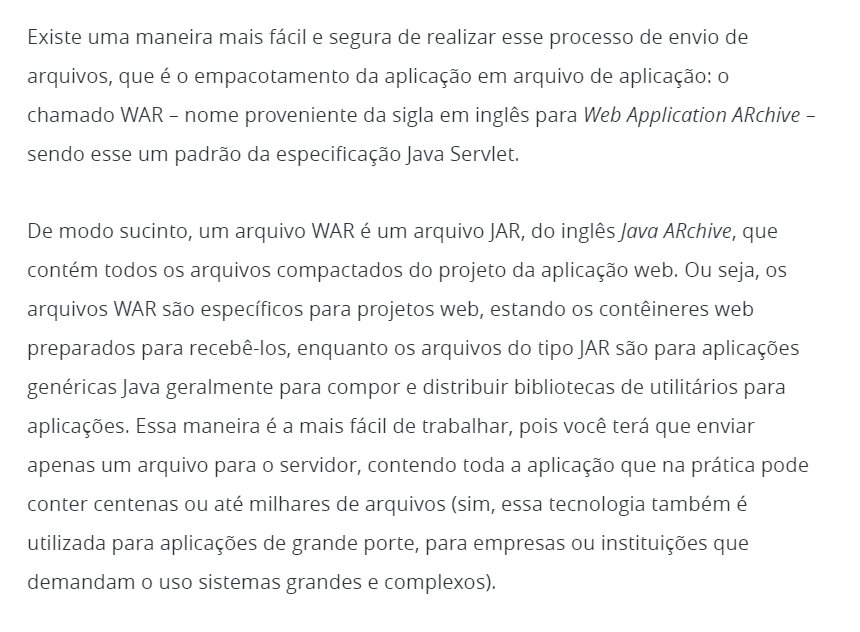 Existe uma maneira mais fácil e segura de realizar esse processo de envio de
arquivos, que é o empacotamento da aplicação em arquivo de aplicação: o
chamado WAR – nome proveniente da sigla em inglês para Web Application ARchive –
sendo esse um padrão da especificação Java Servlet.
De modo sucinto, um arquivo WAR é um arquivo JAR, do inglês Java ARchive, que
contém todos os arquivos compactados do projeto da aplicação web. Ou seja, os
arquivos WAR são específicos para projetos web, estando os contêineres web
preparados para recebê-los, enquanto os arquivos do tipo JAR são para aplicações
genéricas Java geralmente para compor e distribuir bibliotecas de utilitários para
aplicações. Essa maneira é a mais fácil de trabalhar, pois você terá que enviar
apenas um arquivo para o servidor, contendo toda a aplicação que na prática pode
conter centenas ou até milhares de arquivos (sim, essa tecnologia também é
utilizada para aplicações de grande porte, para empresas ou instituições que
demandam o uso sistemas grandes e complexos).